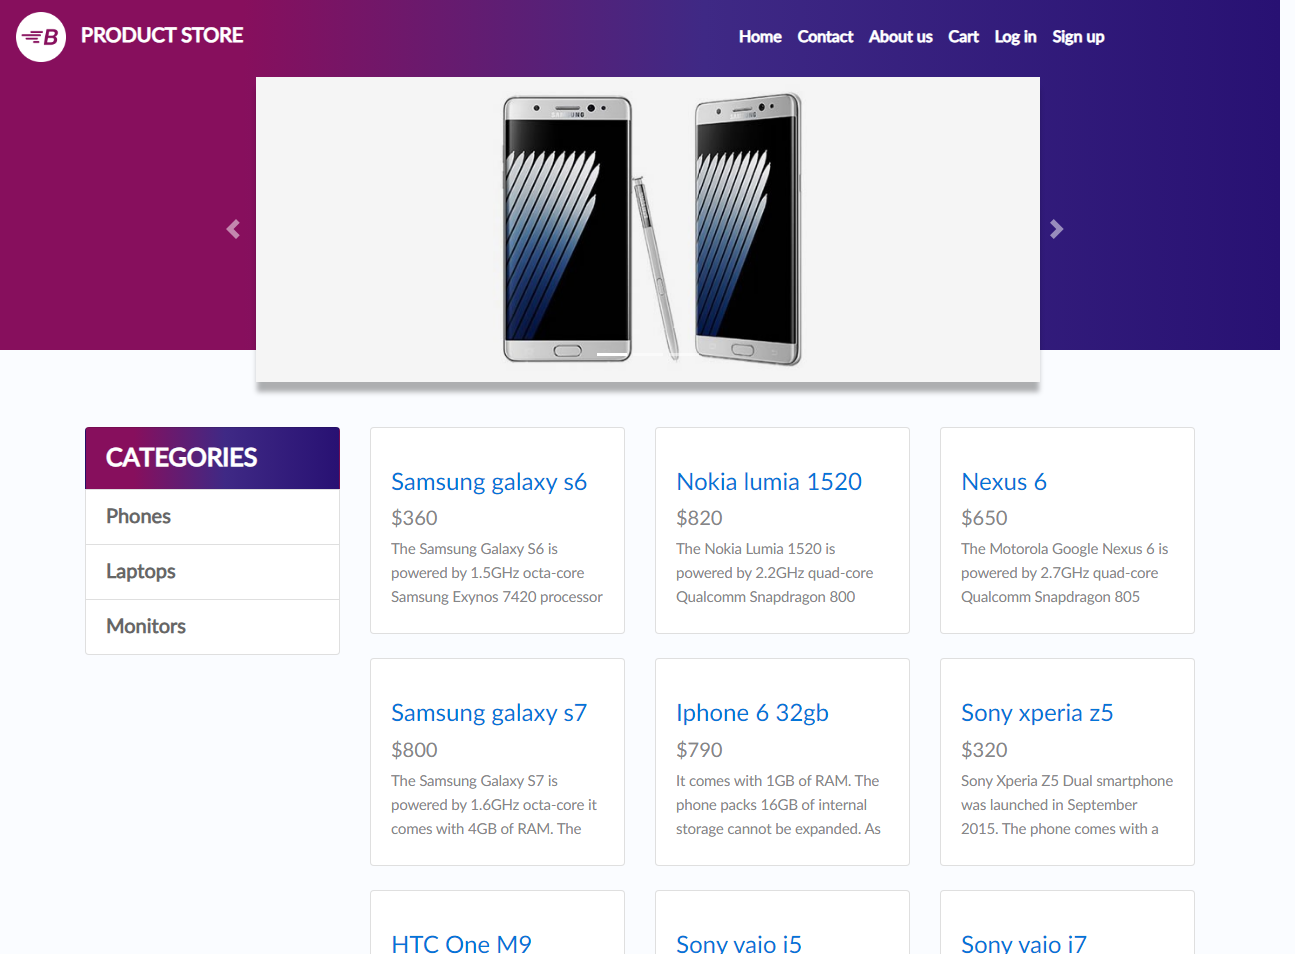 B PRODUCT STORE
Home Contact About us Cart Log in Sign up
SAMSUNG
SAMSUNG
CATEGORIES
Phones
Laptops
Monitors
Samsung galaxy s6
$360
The Samsung Galaxy S6 is
powered by 1.5GHz octa-core
Samsung Exynos 7420 processor
Nokia lumia 1520
$820
The Nokia Lumia 1520 is
powered by 2.2GHz quad-core
Qualcomm Snapdragon 800
Nexus 6
$650
The Motorola Google Nexus 6 is
powered by 2.7GHz quad-core
Qualcomm Snapdragon 805
Samsung galaxy s7
$800
The Samsung Galaxy S7 is
powered by 1.6GHz octa-core it
comes with 4GB of RAM. The
Iphone 6 32gb
$790
It comes with 1GB of RAM. The
phone packs 16GB of internal
storage cannot be expanded. As
Sony xperia z5
$320
Sony Xperia Z5 Dual smartphone
was launched in September
2015. The phone comes with a
HTC One M9
Sony vaio i5
Sony vaio i7